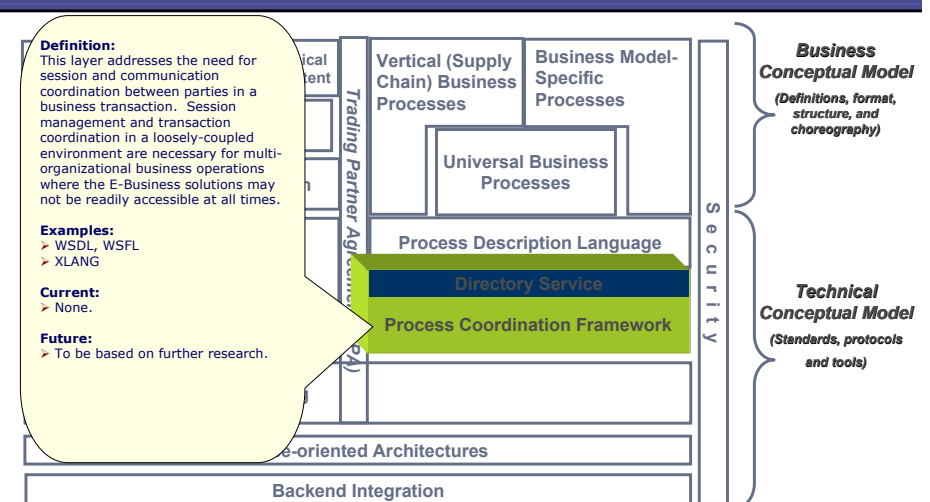 Definition:
This layer addresses the need for
session and communication
coordination between parties in a
business transaction. Session
management and transaction
coordination in a loosely-coupled
environment are necessary for multi-
organizational business operations
where the E-Business solutions may
not be readily accessible at all times.
Examples:
➢ WSDL, WSFL
➢ XLANG
Current:
➢ None.
Future:
➢ To be based on further research.
Trading Partner
Vertical (Supply
Chain) Business
Processes
Business Model-
Specific
Processes
Universal Business
Processes
Process Description Language
Directory Service
Process Coordination Framework
e-oriented Architectures
Backend Integration
Security
Business
Conceptual Model
(Definitions, format,
structure, and
choreography)
Technical
Conceptual Model
(Standards, protocols
and tools)